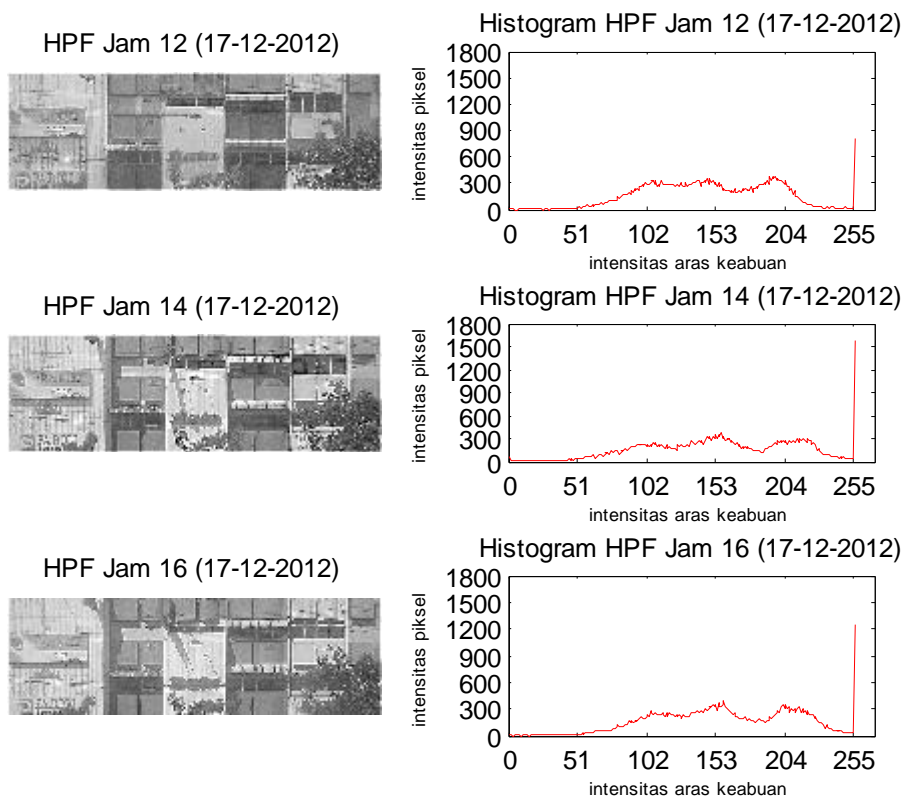 HPF Jam 12 (17-12-2012)
Histogram HPF Jam 12 (17-12-2012)
intensitas piksel
1800
1500
1200
900
600
300
0
0 51 102 153 204 255
intensitas aras keabuan
HPF Jam 14 (17-12-2012)
Histogram HPF Jam 14 (17-12-2012)
intensitas piksel
1800
1500
1200
900
600
300
0
0 51 102 153 204 255
intensitas aras keabuan
HPF Jam 16 (17-12-2012)
Histogram HPF Jam 16 (17-12-2012)
intensitas piksel
1800
1500
1200
900
600
300
0
0 51 102 153 204 255
intensitas aras keabuan